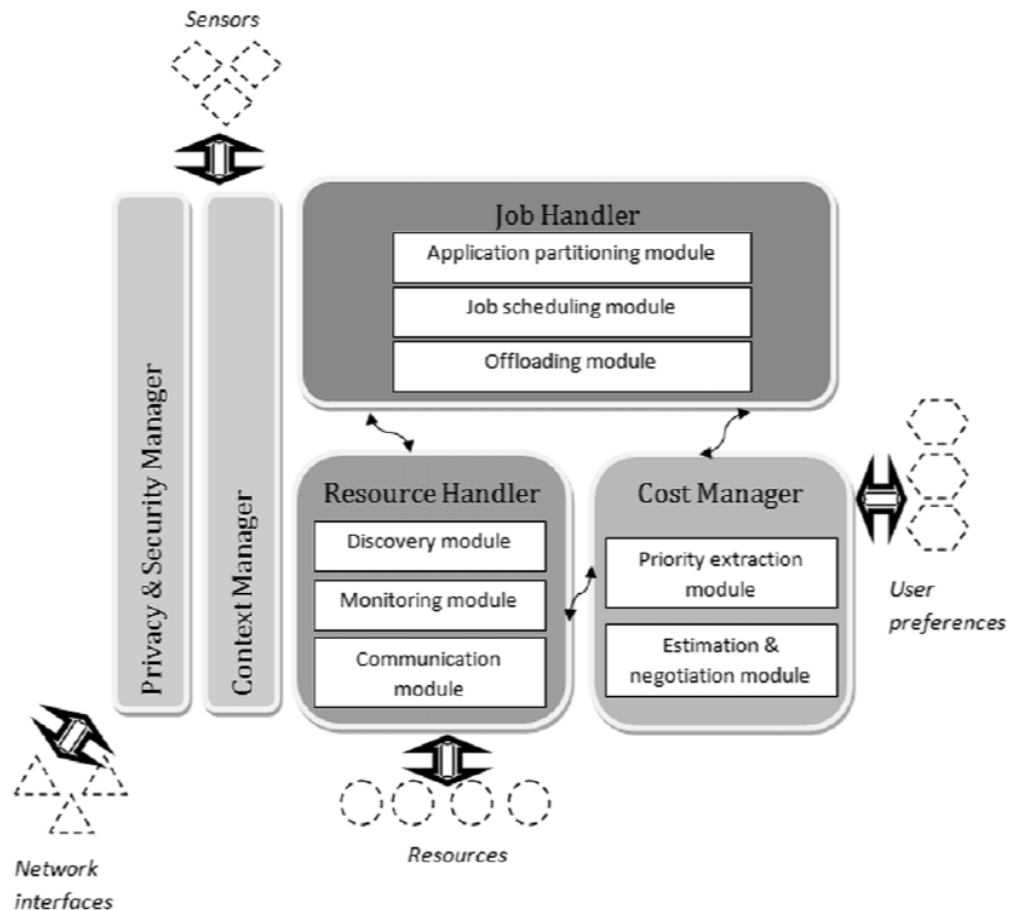 Sensors
Job Handler
Application partitioning module
Job scheduling module
Offloading module
Privacy & Security Manager
Context Manager
Resource Handler
Discovery module
Monitoring module
Communication
module
Cost Manager
Priority extraction
module
Estimation &
negotiation module
User
preferences
Resources
Network
interfaces